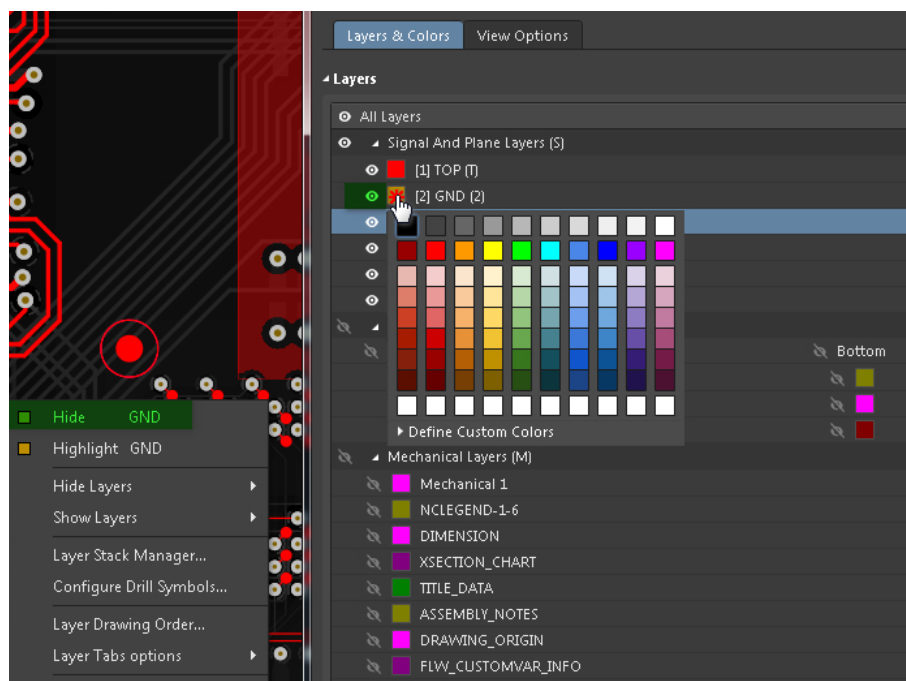 Layers & Colors
View Options
Layers
All Layers
Signal And Plane Layers (S)
[1] TOP (T)
[2] GND (2)
Bottom
Define Custom Colors
Mechanical Layers (M)
Mechanical 1
NCLEGEND-1-6
DIMENSION
XSECTION_CHART
TITLE_DATA
ASSEMBLY_NOTES
DRAWING_ORIGIN
FLW_CUSTOMVAR_INFO
Hide GND
Highlight GND
Hide Layers
Show Layers
Layer Stack Manager...
Configure Drill Symbols...
Layer Drawing Order...
Layer Tabs options